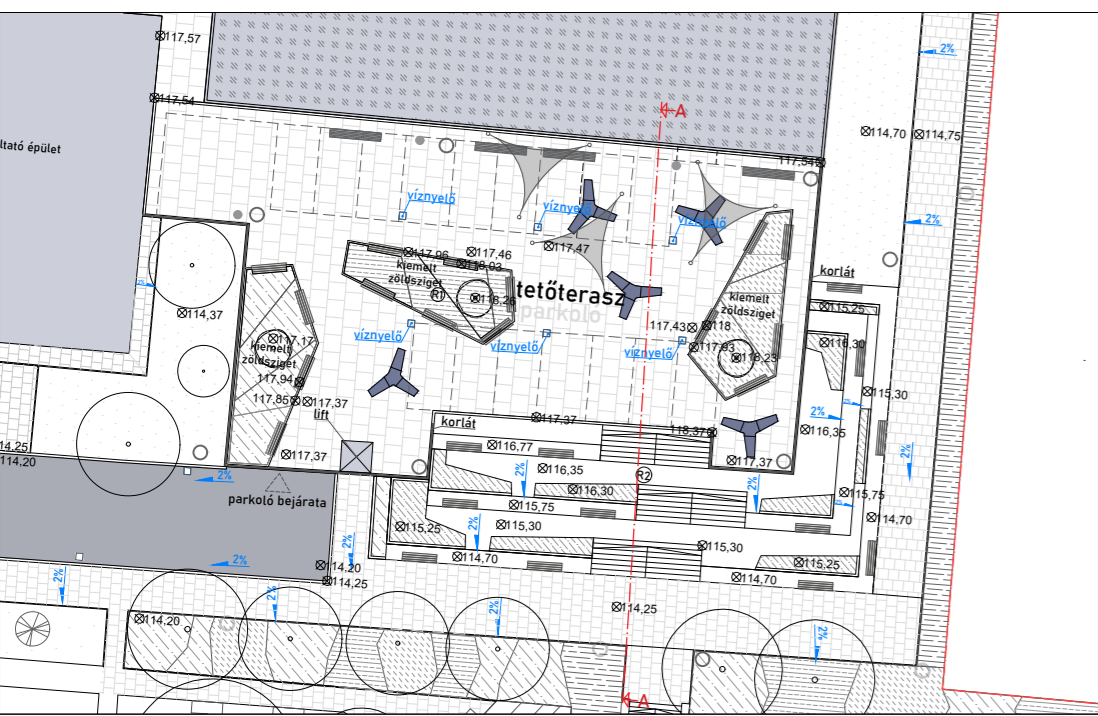 117,57
2%
117,54
A
114,70
114,75
ltató épület
117,54
víznyelő
víznyelő
víznyelő
2%
117,96
117,46
117,47
118,03
kiemelt
zöldsziget
R1
118,26
tetőterasz
parkoló
korlát
kiemelt
zöldsziget
115,25
114,37
117,43
118
víznyelő
víznyelő
víznyelő
117,93
118,23
116,30
117,17
kiemelt
zöldsziget
117,94
117,85
117,37
lift
115,30
117,37
korlát
118,37
2%
116,35
14,25
114,20
117,37
116,77
116,35
R2
117,37
2%
2%
2%
2%
parkoló bejárata
116,30
115,75
115,75
114,70
115,25
115,30
2%
2%
115,30
114,70
2%
114,20
114,25
114,70
115,25
2%
2%
2%
114,25
114,20
2%
A